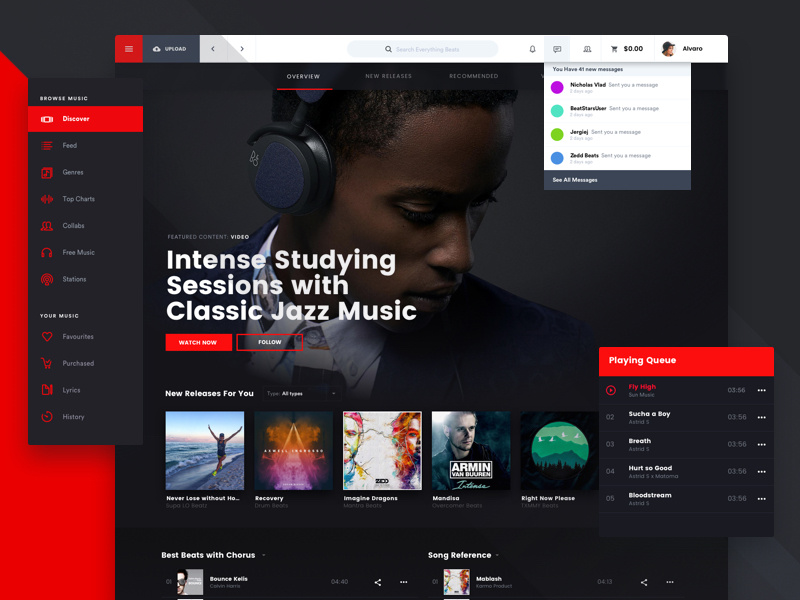 UPLOAD
Search Everything Beats
$0.00
Alvaro
OVERVIEW
NEW RELEASES
RECOMMENDED
You Have 41 new messages
Nicholas Vlad Sent you a message
2 days ago
BeatStarsUser Sent you a message
2 days ago
Jergiej Sent you a message
2 days ago
Zedd Beats Sent you a message
2 days ago
See All Messages
BROWSE MUSIC
Discover
Feed
Genres
Top Charts
Collabs
Free Music
Stations
YOUR MUSIC
Favourites
Purchased
Lyrics
History
FEATURED CONTENT: VIDEO
Intense Studying
Sessions with
Classic Jazz Music
WATCH NOW
FOLLOW
New Releases For You
Type: All types
AXWELL INGROSSO
ZEDD
ARMIN
VAN BUUREN
Intense
Never Lose without Ho...
Supa LU Beats
Recovery
Drum Beats
Imagine Dragons
Mantra Beats
Mandisa
Overcomer Beats
Right Now Please
TXMMY Beats
Playing Queue
Fly High
Sun Music
03:56
02
Sucha a Boy
Astrid S
03:56
03
Breath
Astrid S
03:56
04
Hurt so Good
Astrid S x Matoma
03:56
05
Bloodstream
Astrid S
03:56
Best Beats with Chorus
01
Bounce Kelis
Calvin Harris
04:40
Song Reference
01
Mablash
Karma Product
04:13